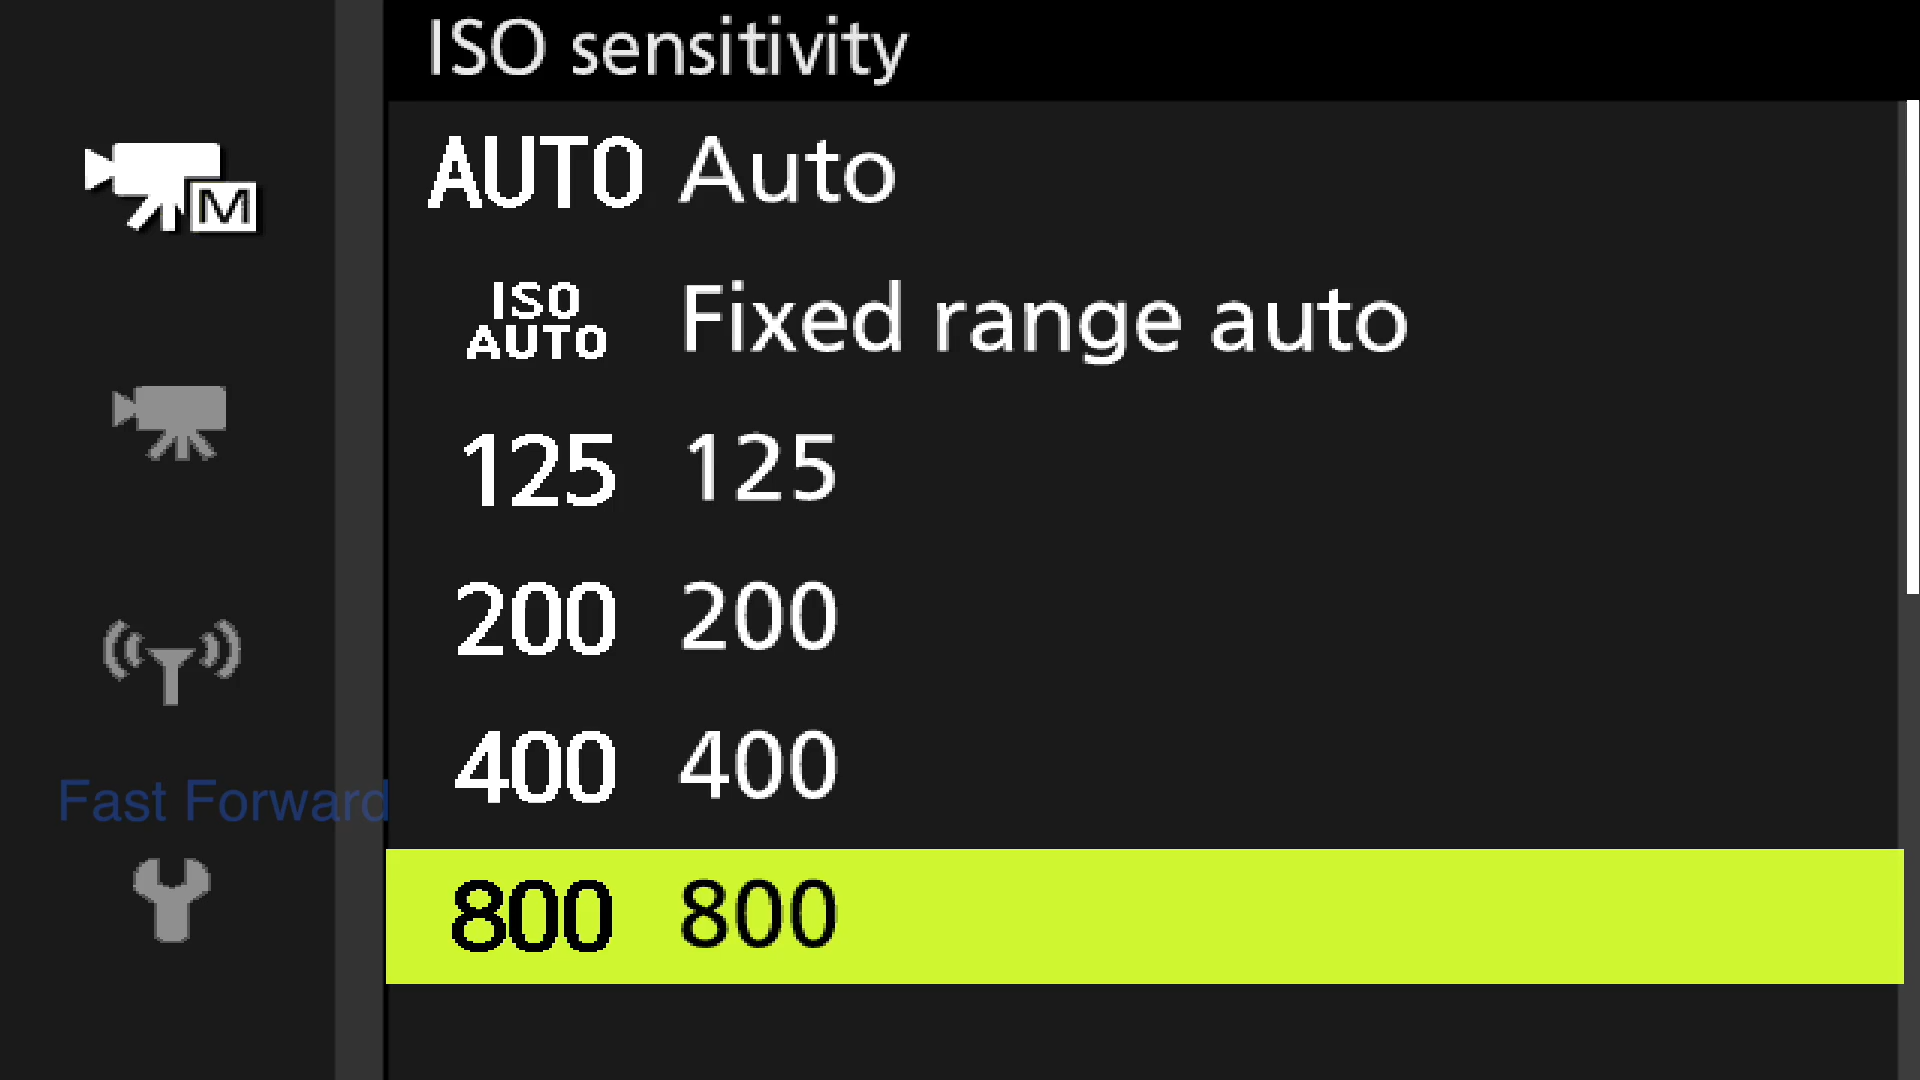 ISO sensitivity
AUTO Auto
ISO AUTO Fixed range auto
125 125
200 200
400 400
800 800
M
Fast Forward